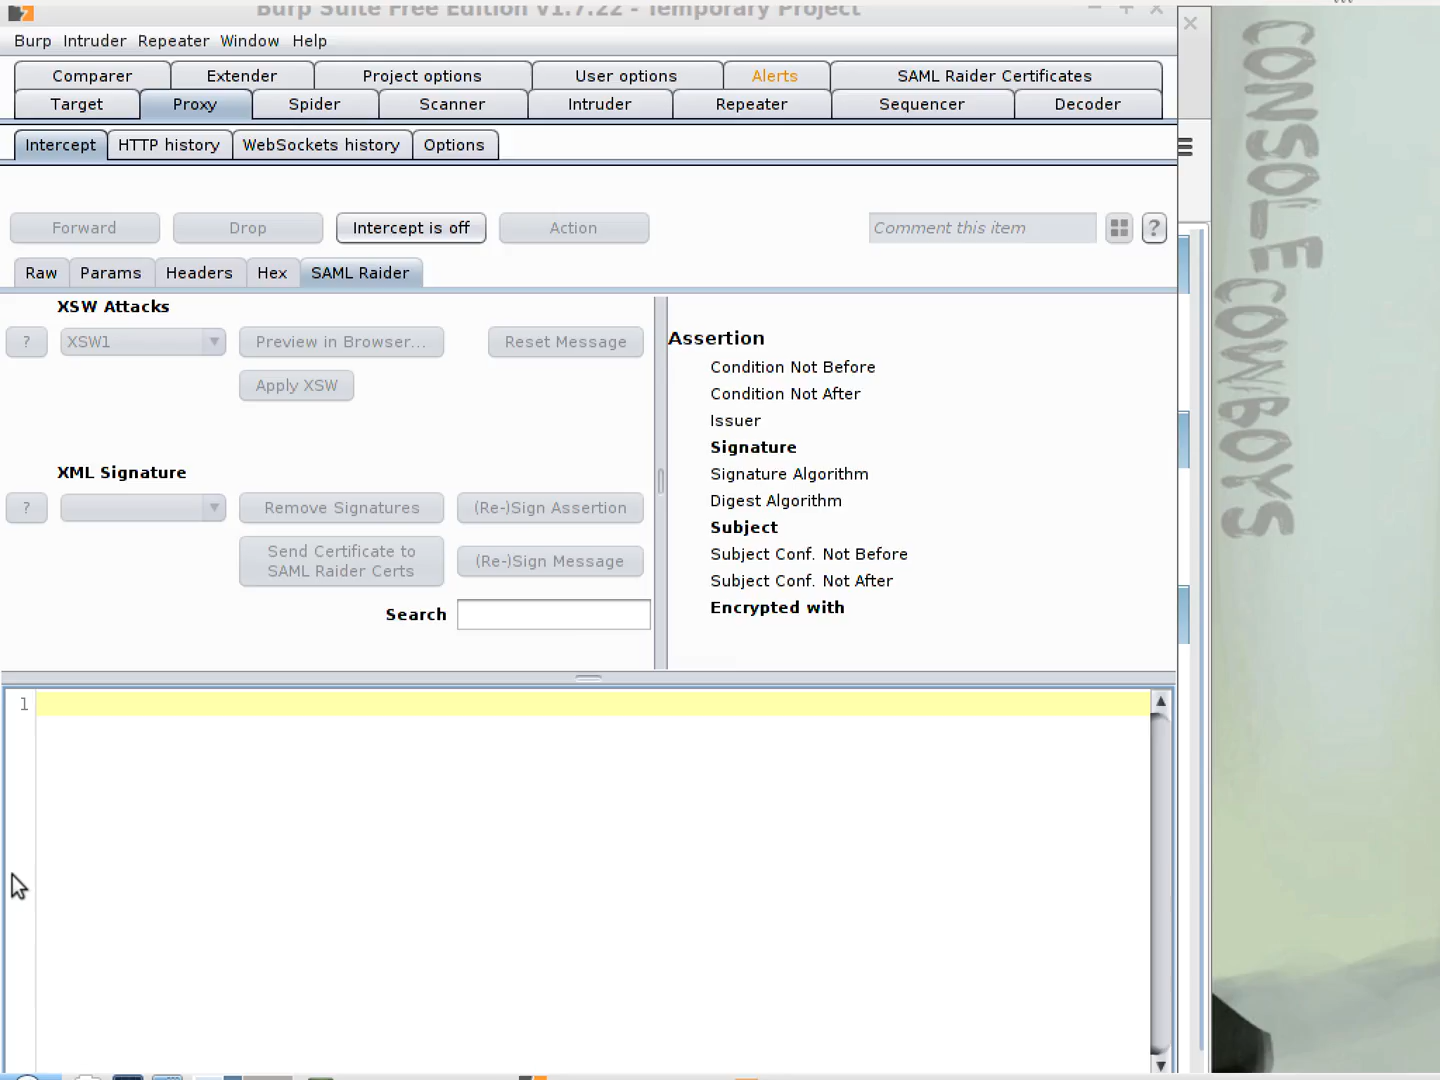 Burp Suite Free Edition v1.7.22 - Temporary Project
Burp Intruder Repeater Window Help
Comparer Extender Project options User options Alerts SAML Raider Certificates
Target Proxy Spider Scanner Intruder Repeater Sequencer Decoder
Intercept HTTP history WebSockets history Options
Forward Drop Intercept is off Action Comment this item ?
Raw Params Headers Hex SAML Raider
XSW Attacks
? XSW1 Preview in Browser... Reset Message
Apply XSW
XML Signature
? Remove Signatures (Re-)Sign Assertion
Send Certificate to
SAML Raider Certs
(Re-)Sign Message
Search
Assertion
Condition Not Before
Condition Not After
Issuer
Signature
Signature Algorithm
Digest Algorithm
Subject
Subject Conf. Not Before
Subject Conf. Not After
Encrypted with
1
CONSOLE
COWBOYS